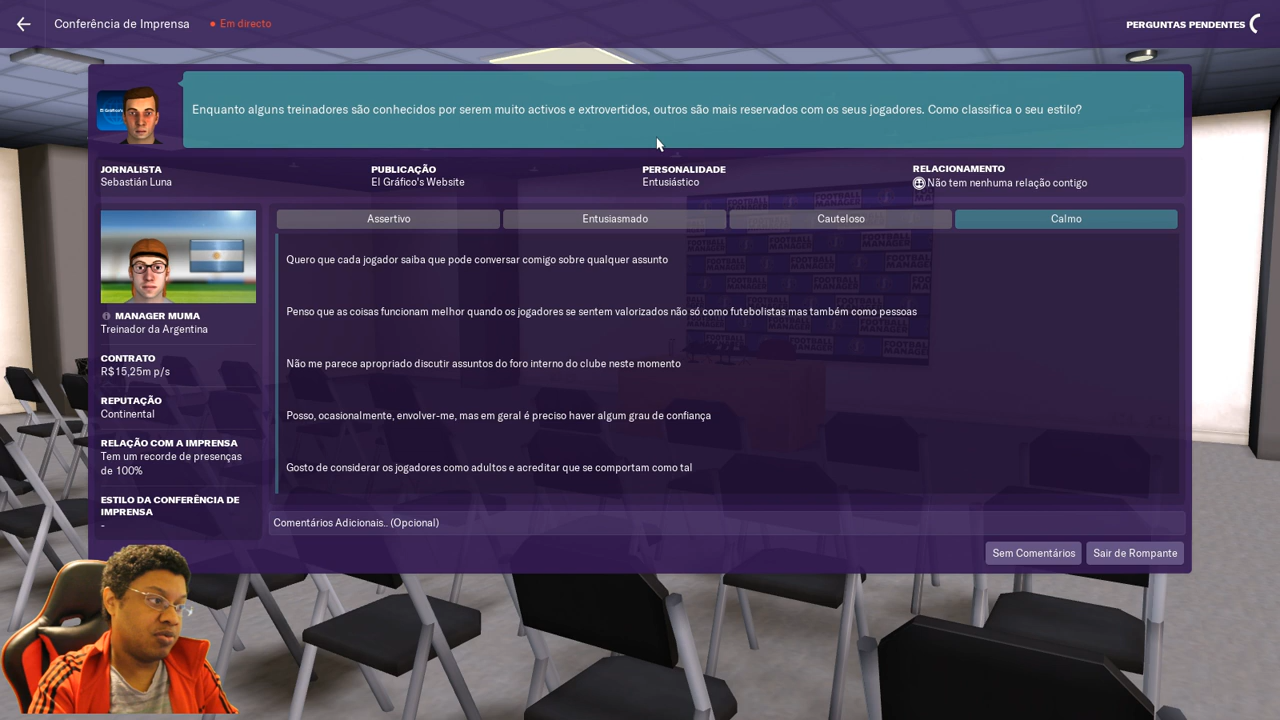 Conferência de Imprensa
Em directo
PERGUNTAS PENDENTES
El Gráfico's
Enquanto alguns treinadores são conhecidos por serem muito activos e extrovertidos, outros são mais reservados com os seus jogadores. Como classifica o seu estilo?
JORNALISTA
Sebastián Luna
PUBLICAÇÃO
El Gráfico's Website
PERSONALIDADE
Entusiástico
RELACIONAMENTO
Não tem nenhuma relação contigo
Assertivo
Entusiasmado
Cauteloso
Calmo
Quero que cada jogador saiba que pode conversar comigo sobre qualquer assunto
Penso que as coisas funcionam melhor quando os jogadores se sentem valorizados não só como futebolistas mas também como pessoas
Não me parece apropriado discutir assuntos do foro interno do clube neste momento
Posso, ocasionalmente, envolver-me, mas em geral é preciso haver algum grau de confiança
Gosto de considerar os jogadores como adultos e acreditar que se comportam como tal
MANAGER MUMA
Treinador da Argentina
CONTRATO
R$15,25m p/s
REPUTAÇÃO
Continental
RELAÇÃO COM A IMPRENSA
Tem um recorde de presenças
de 100%
ESTILO DA CONFERÊNCIA DE
IMPRENSA
-
Comentários Adicionais.. (Opcional)
Sem Comentários
Sair de Rompante